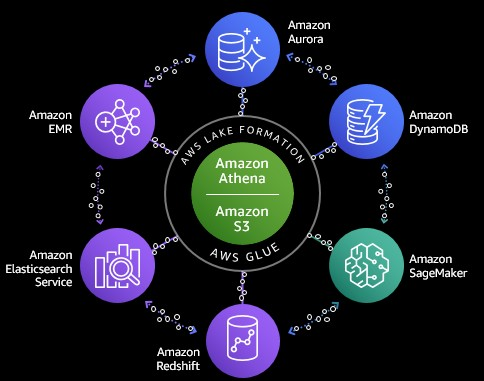 Amazon
Aurora
Amazon
EMR
Amazon
DynamoDB
AWS LAKE FORMATION
Amazon
Athena
Amazon
S3
AWS GLUE
Amazon
Elasticsearch
Service
Amazon
SageMaker
Amazon
Redshift